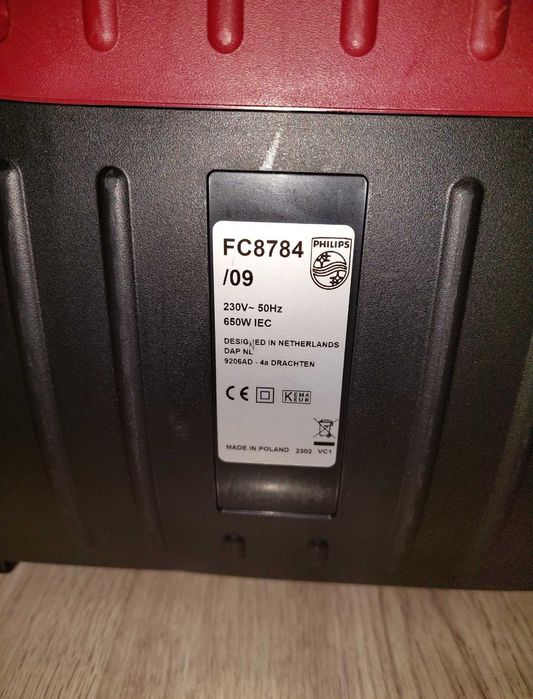 FC8784
/09
PHILIPS
230V~ 50Hz
650W IEC
DESIGNED IN NETHERLANDS
DAP NL
9206AD - 4a DRACHTEN
CE
KEMA
KEUR
MADE IN POLAND 2302 VC1